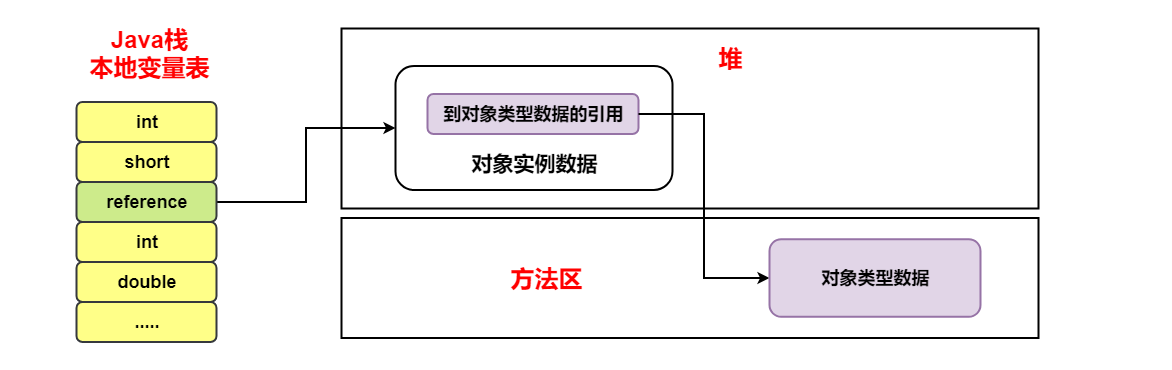 Java栈
本地变量表
int
short
reference
int
double
.....
堆
到对象类型数据的引用
对象实例数据
方法区
对象类型数据